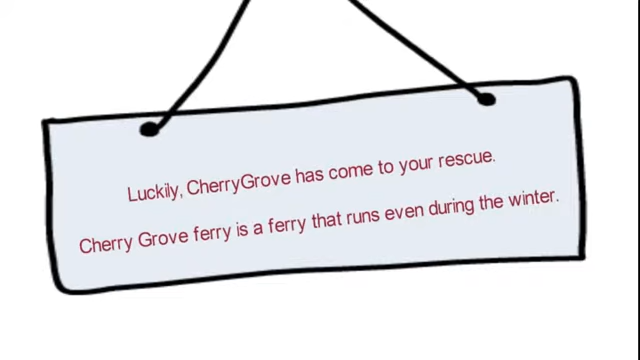 Luckily, CherryGrove has come to your rescue.
Cherry Grove ferry is a ferry that runs even during the winter.